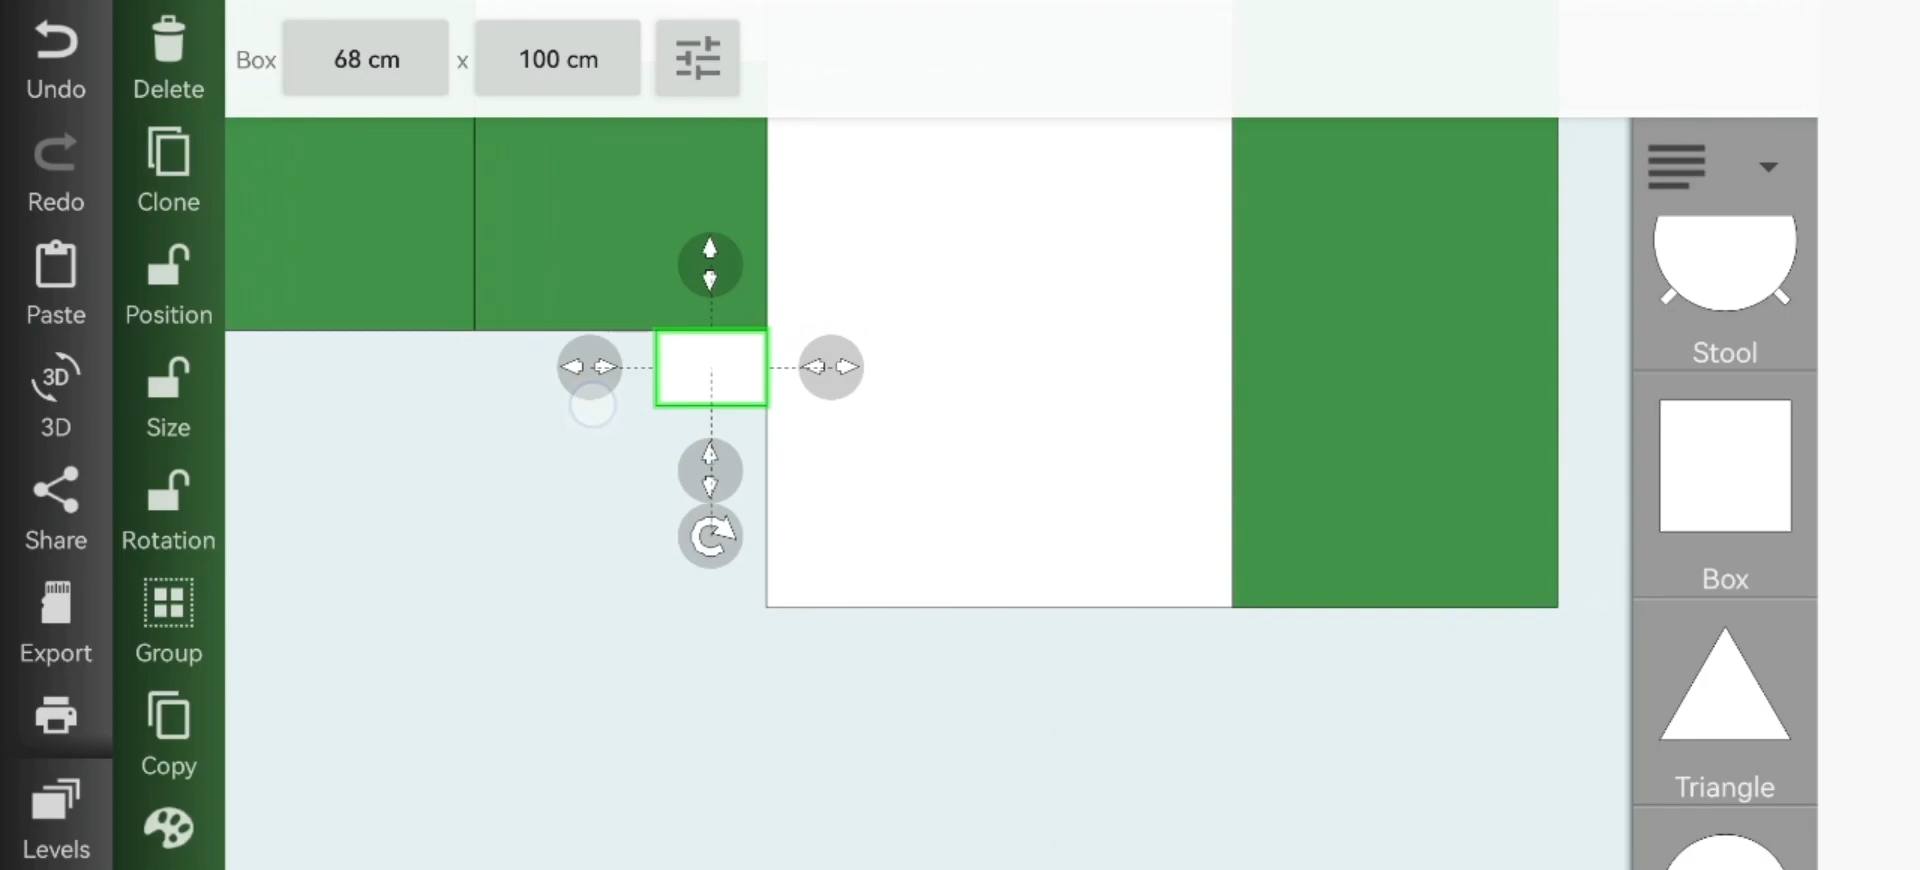 Undo
Redo
Paste
3D
3D
Share
Export
Levels
Delete
Clone
Position
Size
Rotation
Group
Copy
Box 68 cm x 100 cm
Stool
Box
Triangle